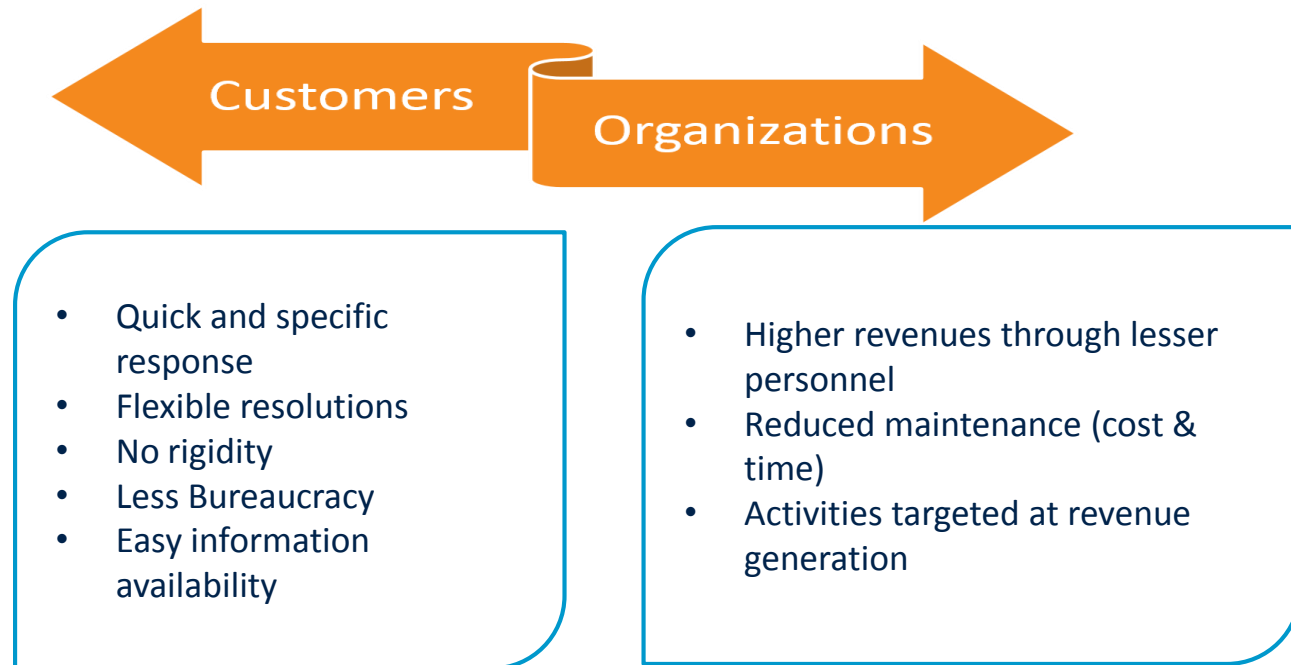 Customers
Organizations
• Quick and specific
response
• Flexible resolutions
• No rigidity
• Less Bureaucracy
• Easy information
availability
• Higher revenues through lesser
personnel
• Reduced maintenance (cost &
time)
• Activities targeted at revenue
generation